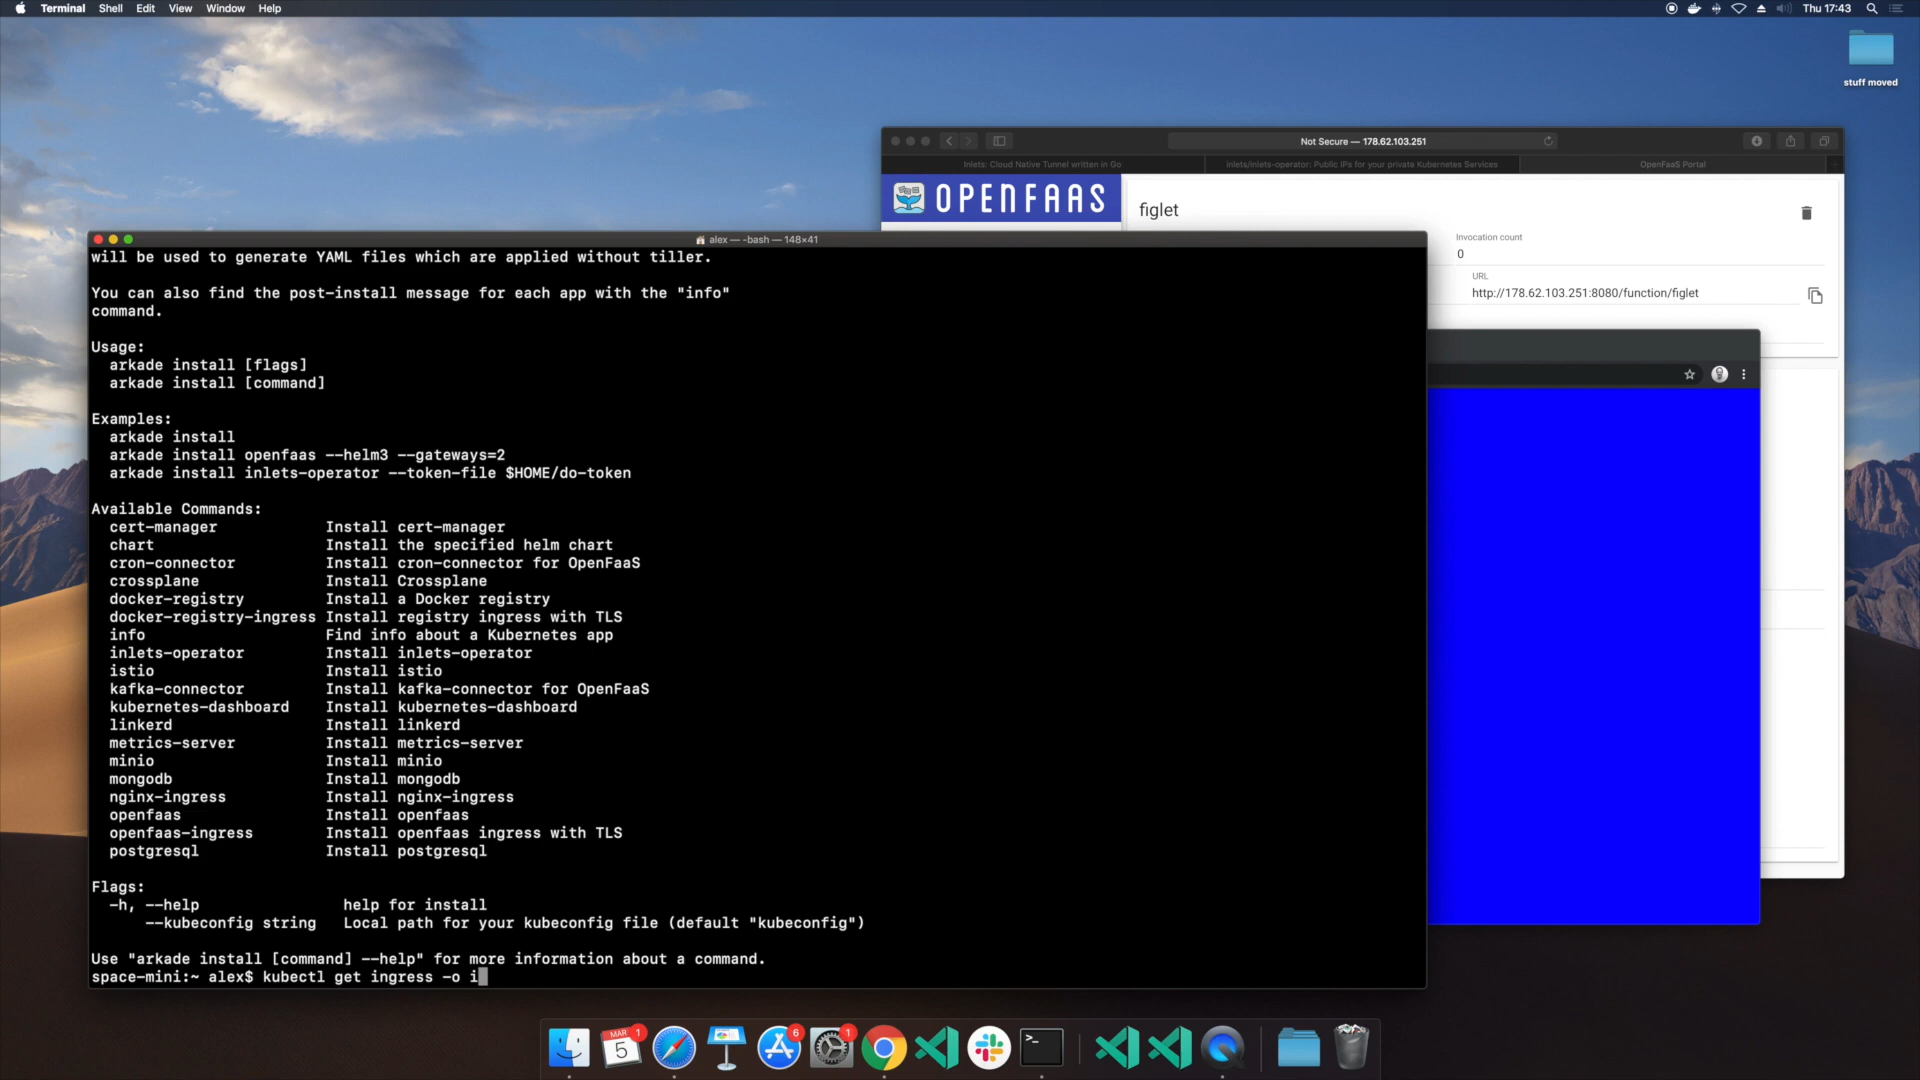 Terminal Shell Edit View Window Help
Thu 17:43
stuff moved
Not Secure — 178.62.103.251
Inlets: Cloud Native Tunnel written in Go
inlets/inlets-operator: Public IPs for your private Kubernetes Services
OpenFaaS Portal
OPENFAAS
figlet
Invocation count
0
URL
http://178.62.103.251:8080/function/figlet
alex — -bash — 148×41
will be used to generate YAML files which are applied without tiller.
You can also find the post-install message for each app with the "info"
command.
Usage:
arkade install [flags]
arkade install [command]
Examples:
arkade install
arkade install openfaas --helm3 --gateways=2
arkade install inlets-operator --token-file $HOME/do-token
Available Commands:
cert-manager Install cert-manager
chart Install the specified helm chart
cron-connector Install cron-connector for OpenFaaS
crossplane Install Crossplane
docker-registry Install a Docker registry
docker-registry-ingress Install registry ingress with TLS
info Find info about a Kubernetes app
inlets-operator Install inlets-operator
istio Install istio
kafka-connector Install kafka-connector for OpenFaaS
kubernetes-dashboard Install kubernetes-dashboard
linkerd Install linkerd
metrics-server Install metrics-server
minio Install minio
mongodb Install mongodb
nginx-ingress Install nginx-ingress
openfaas Install openfaas
openfaas-ingress Install openfaas ingress with TLS
postgresql Install postgresql
Flags:
-h, --help help for install
--kubeconfig string Local path for your kubeconfig file (default "kubeconfig")
Use "arkade install [command] --help" for more information about a command.
space-mini:~ alex$ kubectl get ingress -o i
MAR 1
5
6
1